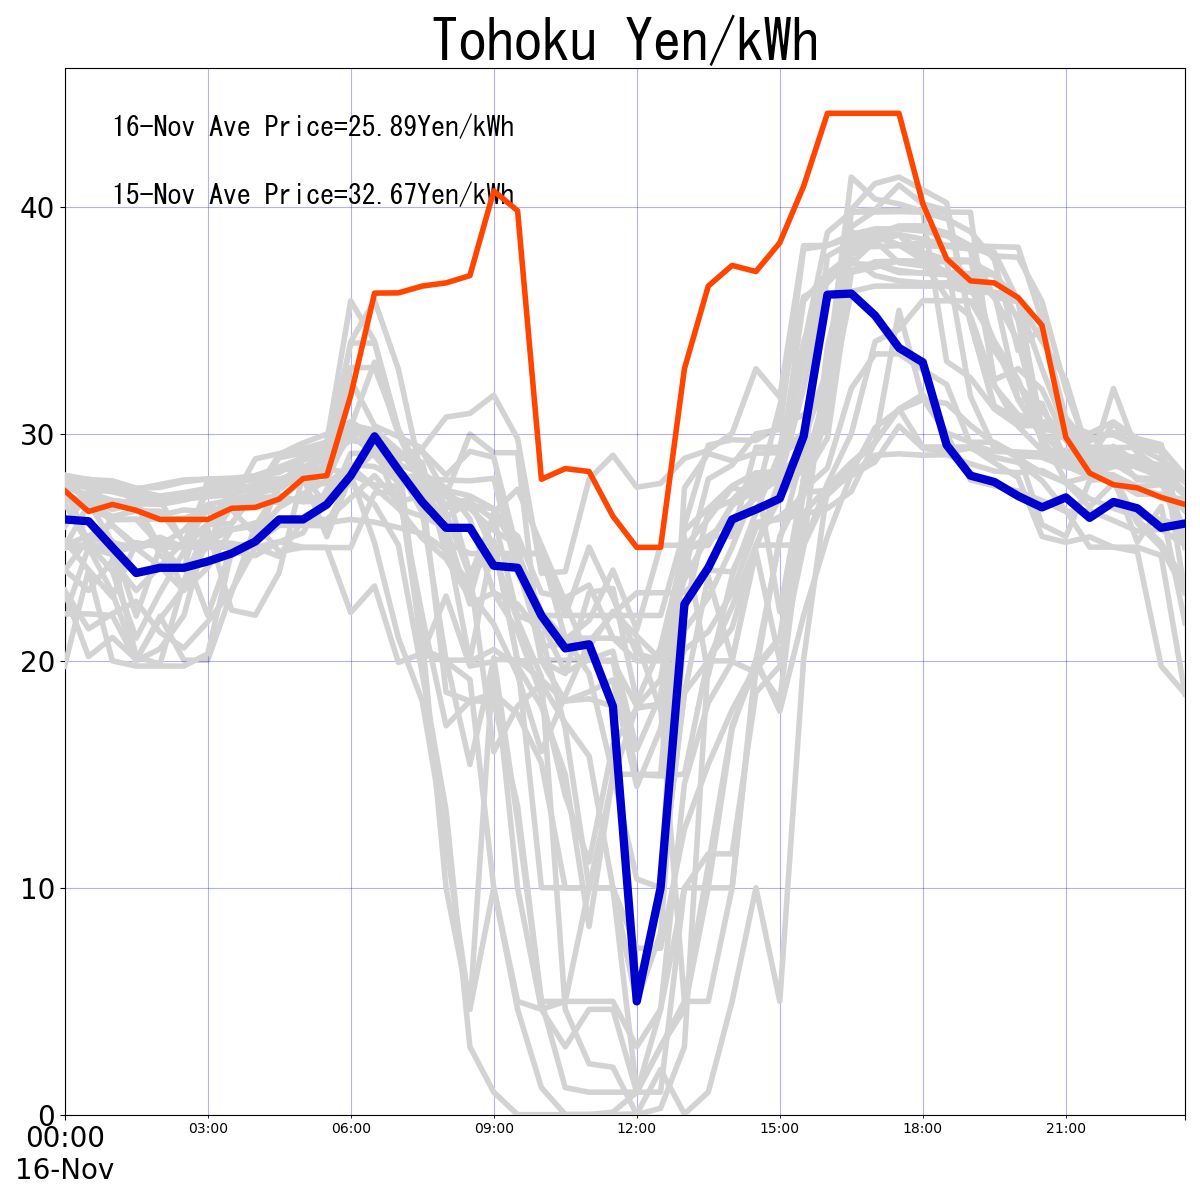 Tohoku Yen/kWh
16-Nov Ave Price=25.89Yen/kWh
15-Nov Ave Price=32.67Yen/kWh
40
30
20
10
0
00:00 03:00 06:00 09:00 12:00 15:00 18:00 21:00
16-Nov